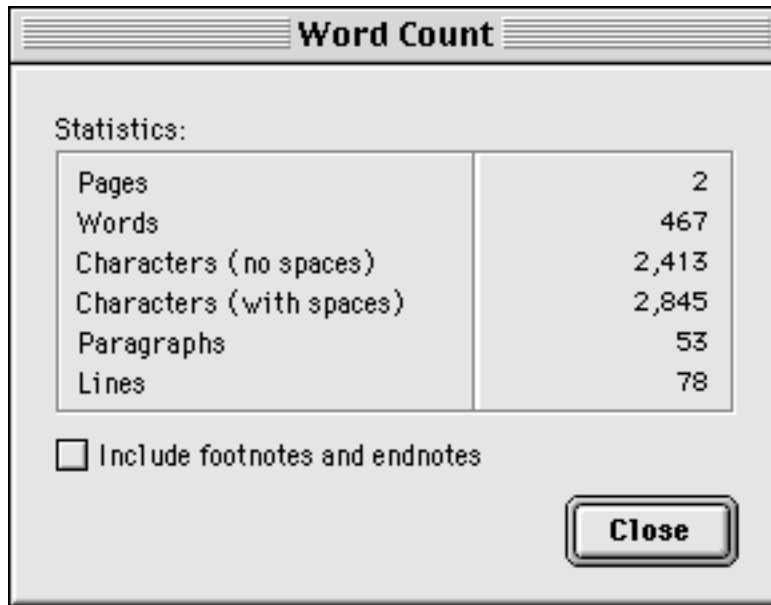 Word Count
Statistics:
Pages 2
Words 467
Characters (no spaces) 2,413
Characters (with spaces) 2,845
Paragraphs 53
Lines 78
Include footnotes and endnotes
Close